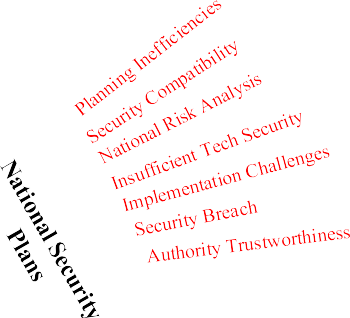 Planning Inefficiencies
Security Compatibility
National Risk Analysis
Insufficient Tech Security
Implementation Challenges
Security Breach
Authority Trustworthiness
National Security
Plans